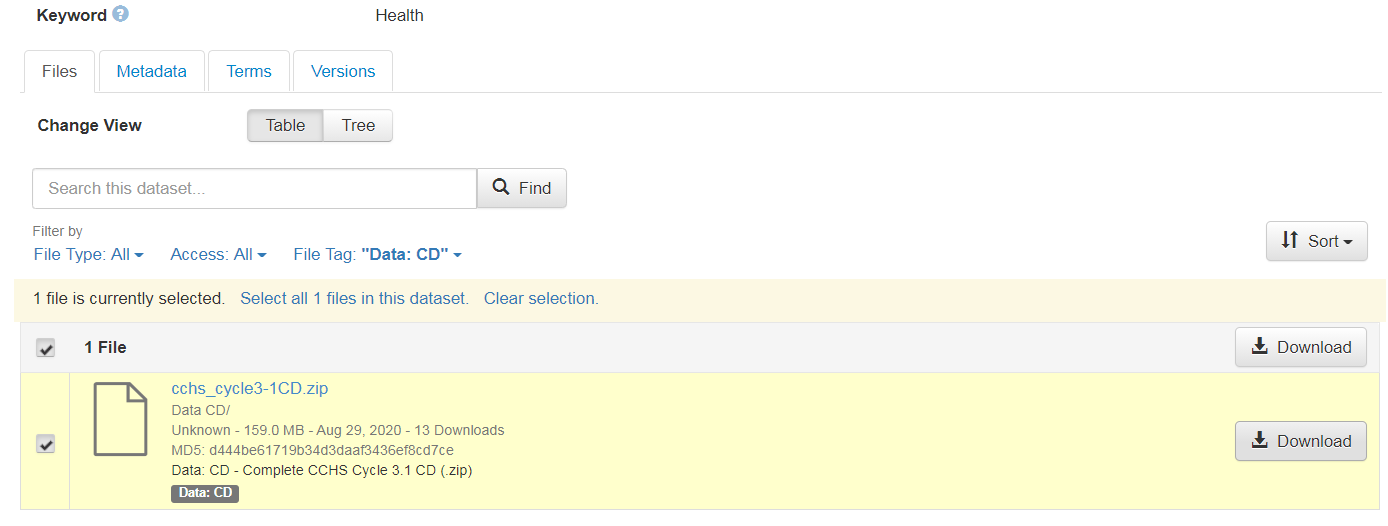 Keyword ? Health
Files Metadata Terms Versions
Change View Table Tree
Search this dataset... Find
Filter by
File Type: All Access: All File Tag: "Data: CD"
Sort
1 file is currently selected. Select all 1 files in this dataset. Clear selection.
1 File Download
cchs_cycle3-1CD.zip
Data CD/
Unknown - 159.0 MB - Aug 29, 2020 - 13 Downloads
MD5: d444be61719b34d3daaf3436ef8cd7ce
Download
Data: CD - Complete CCHS Cycle 3.1 CD (.zip)
Data: CD